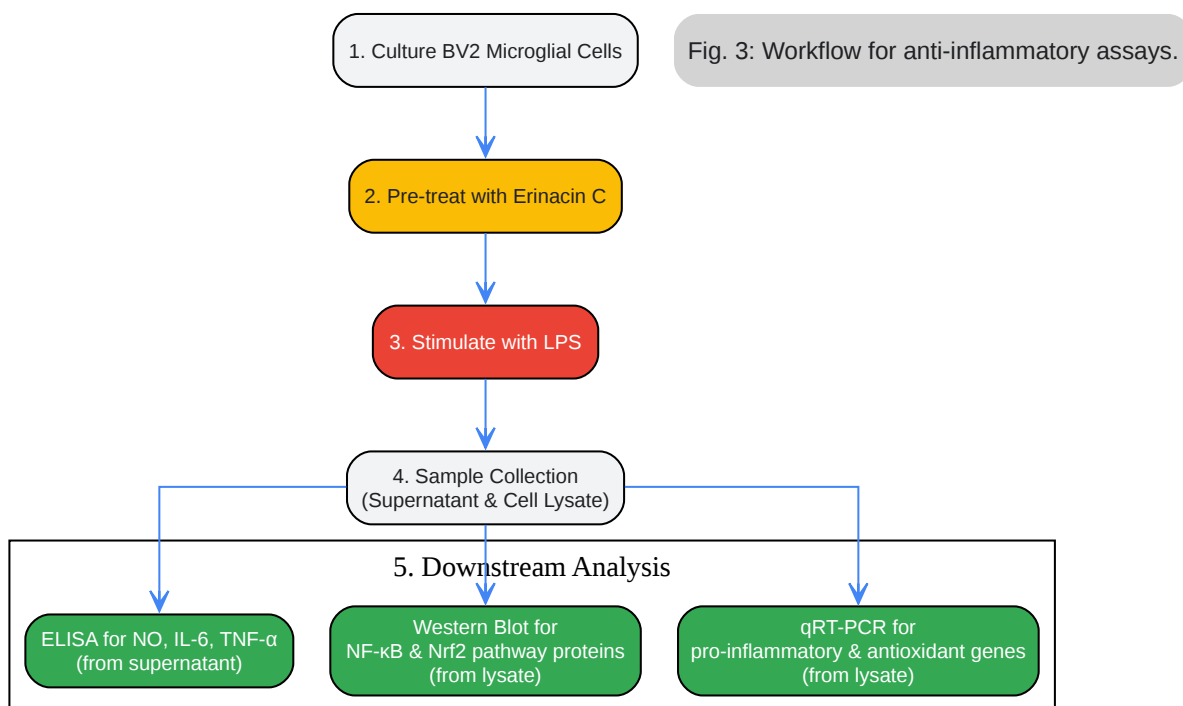 1. Culture BV2 Microglial Cells
Fig. 3: Workflow for anti-inflammatory assays.
2. Pre-treat with Erinacin C
3. Stimulate with LPS
4. Sample Collection
(Supernatant & Cell Lysate)
5. Downstream Analysis
ELISA for NO, IL-6, TNF-α
(from supernatant)
Western Blot for
NF-κB & Nrf2 pathway proteins
(from lysate)
qRT-PCR for
pro-inflammatory & antioxidant genes
(from lysate)